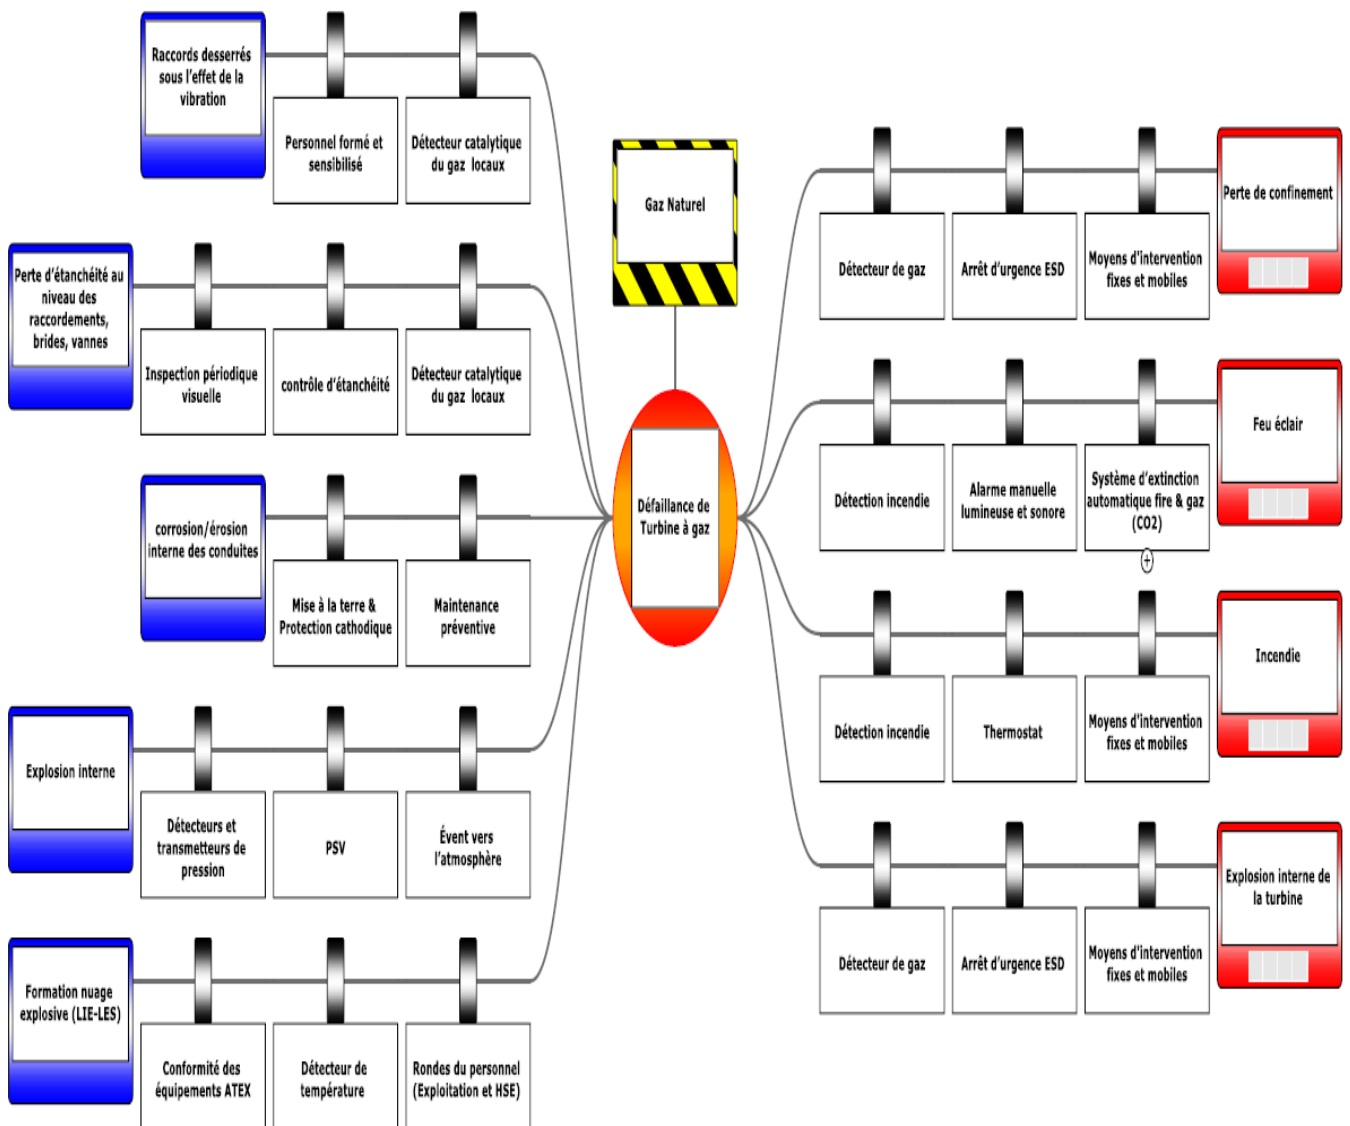 Raccords desserrés
sous l'effet de la
vibration
Personnel formé et
sensibilisé
Détecteur catalytique
du gaz locaux
Perte d'étanchéité au
niveau des
raccordements,
brides, vannes
Inspection périodique
visuelle
contrôle d'étanchéité
Détecteur catalytique
du gaz locaux
corrosion/érosion
interne des conduites
Mise à la terre &
Protection cathodique
Maintenance
préventive
Explosion interne
Détecteurs et
transmetteurs de
pression
PSV
Évent vers
l'atmosphère
Formation nuage
explosive (LIE-LES)
Conformité des
équipements ATEX
Détecteur de
température
Rondes du personnel
(Exploitation et HSE)
Gaz Naturel
Défaillance de
Turbine à gaz
Détecteur de gaz
Arrêt d'urgence ESD
Moyens d'intervention
fixes et mobiles
Perte de confinement
Détection incendie
Alarme manuelle
lumineuse et sonore
Système d'extinction
automatique fire & gaz
(CO2)
Feu éclair
Détection incendie
Thermostat
Moyens d'intervention
fixes et mobiles
Incendie
Détecteur de gaz
Arrêt d'urgence ESD
Moyens d'intervention
fixes et mobiles
Explosion interne de
la turbine